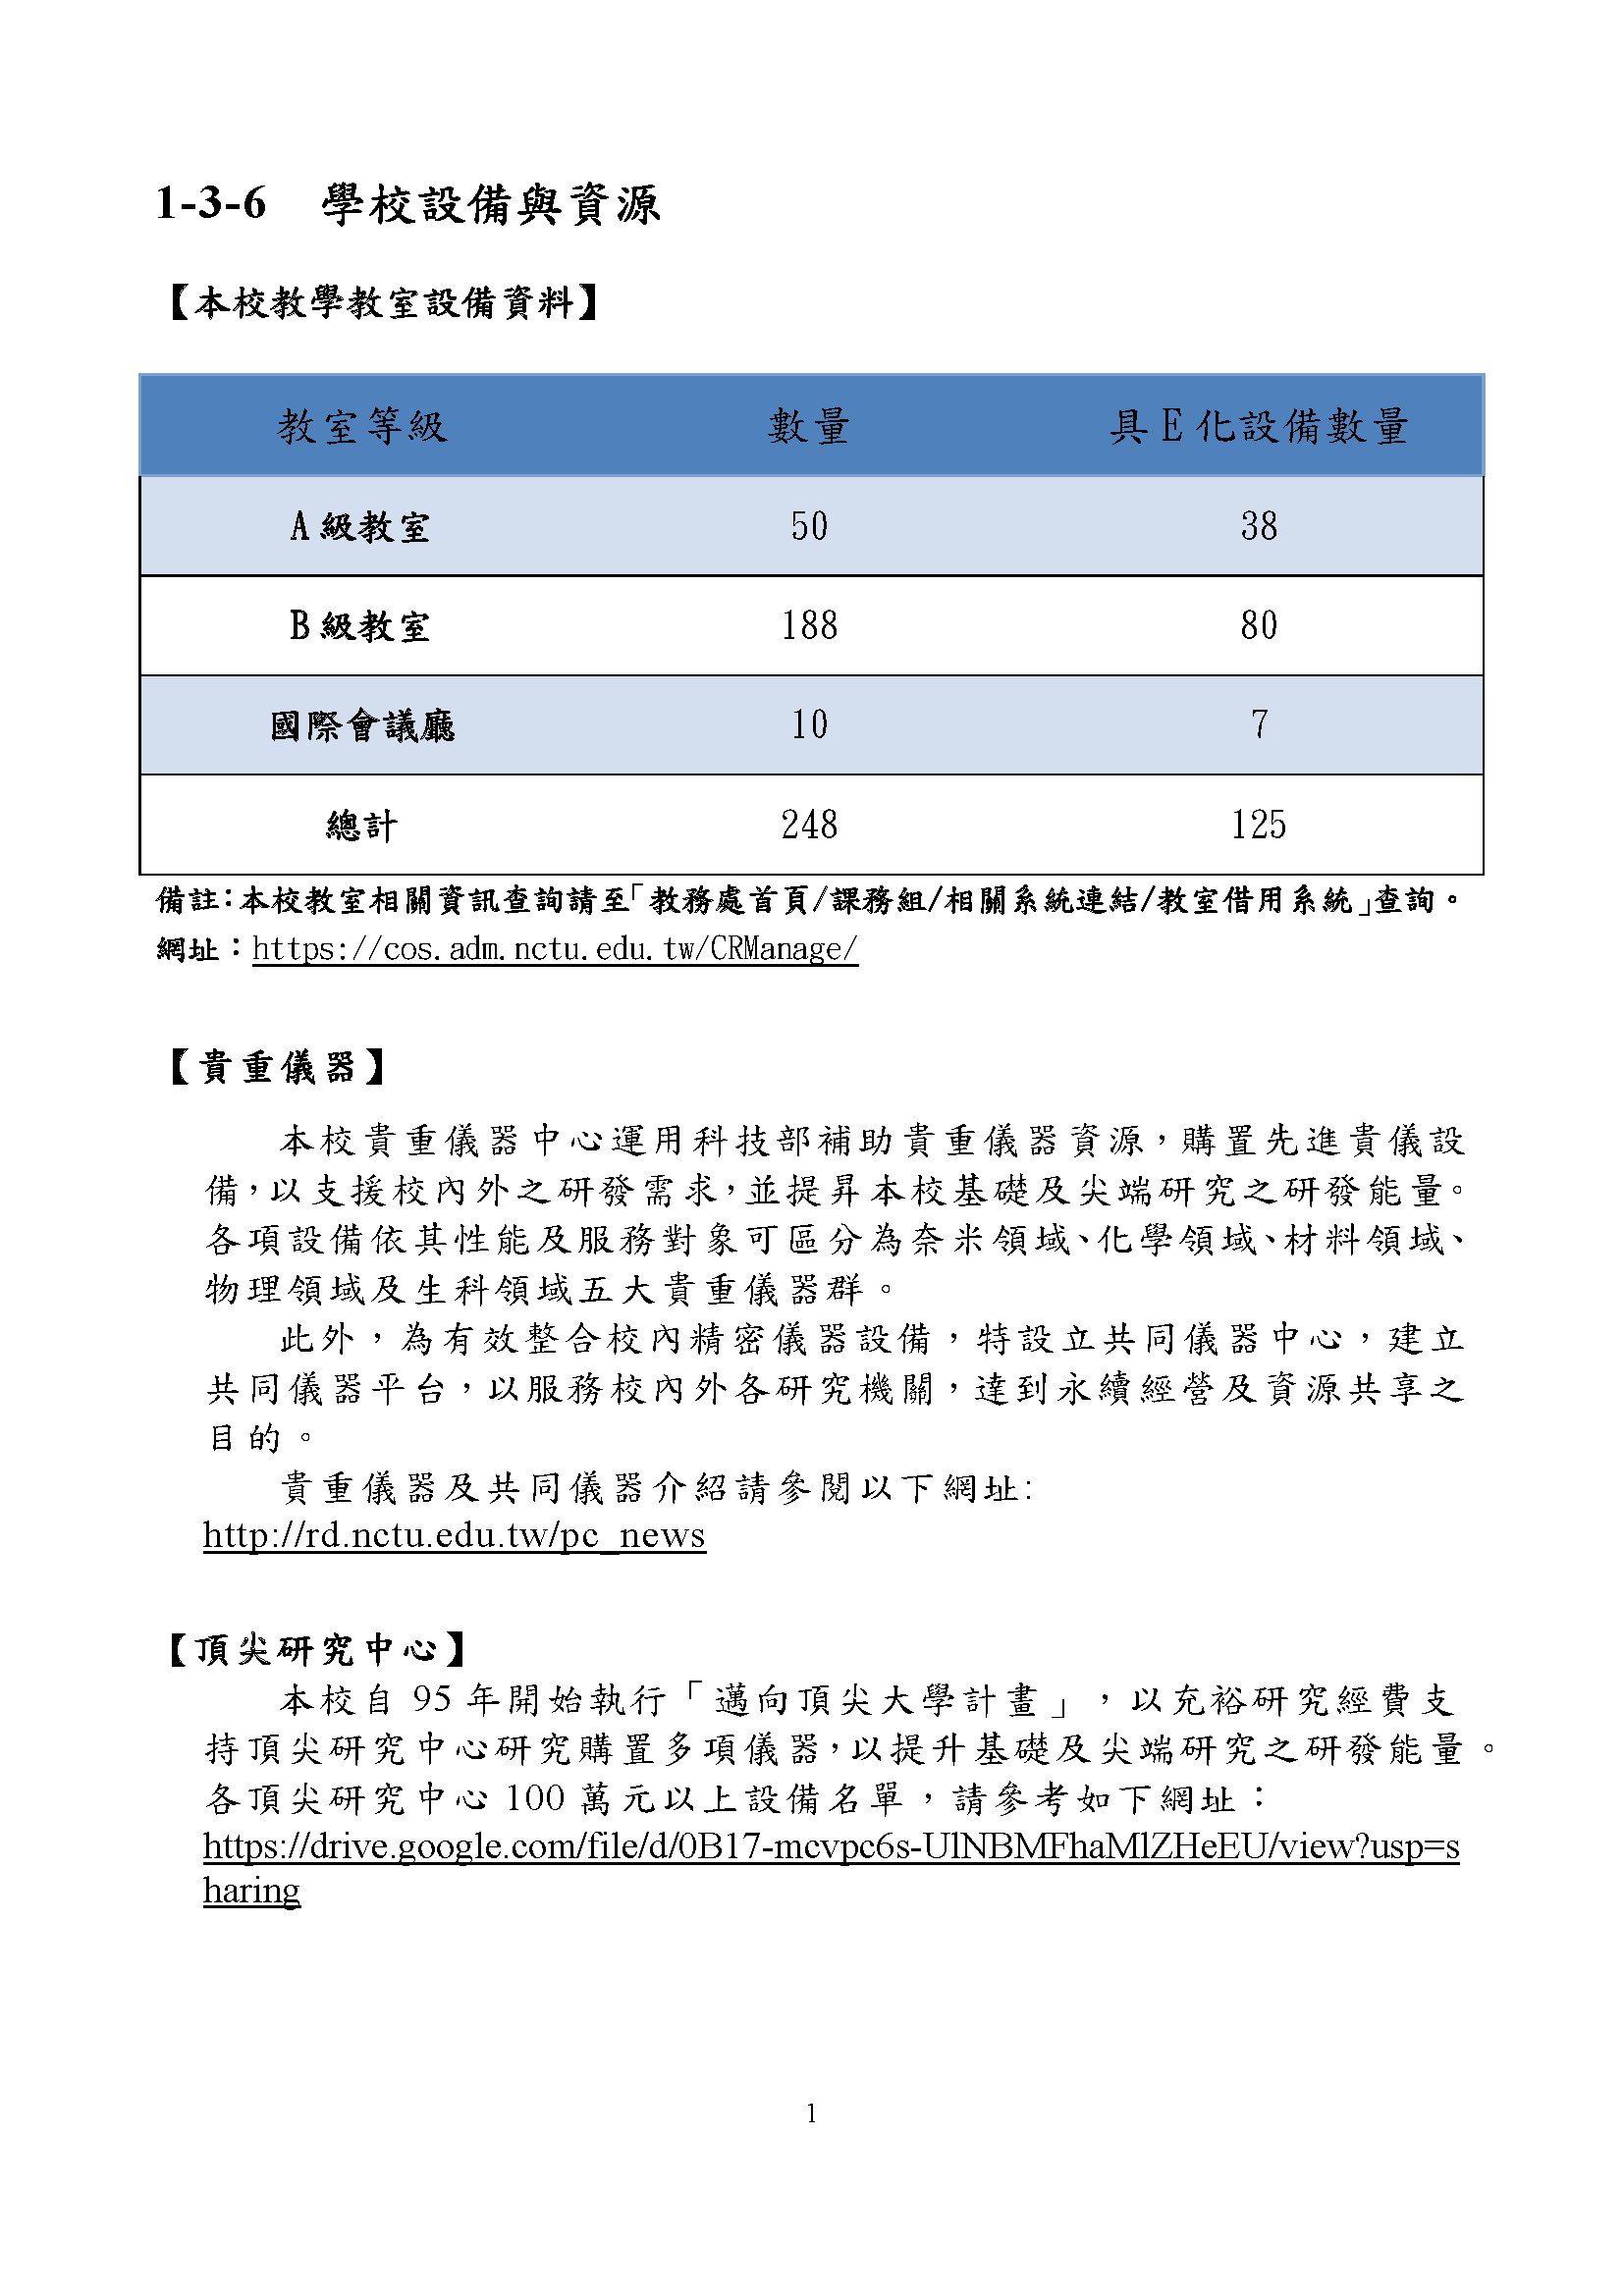 1-3-6 學校設備與資源
【本校教學教室設備資料】
教室等級 數量 具E化設備數量
A級教室 50 38
B級教室 188 80
國際會議廳 10 7
總計 248 125
備註：本校教室相關資訊查詢請至「教務處首頁/課務組/相關系統連結/教室借用系統」查詢。
網址：https://cos.adm.nctu.edu.tw/CRManage/
【貴重儀器】
本校貴重儀器中心運用科技部補助貴重儀器資源，購置先進貴儀設
備，以支援校內外之研發需求，並提昇本校基礎及尖端研究之研發能量。
各項設備依其性能及服務對象可區分為奈米領域、化學領域、材料領域、
物理領域及生科領域五大貴重儀器群。
此外，為有效整合校內精密儀器設備，特設立共同儀器中心，建立
共同儀器平台，以服務校內外各研究機關，達到永續經營及資源共享之
目的。
貴重儀器及共同儀器介紹請參閱以下網址:
http://rd.nctu.edu.tw/pc_news
【頂尖研究中心】
本校自 95 年開始執行「邁向頂尖大學計畫」，以充裕研究經費支
持頂尖研究中心研究購置多項儀器，以提升基礎及尖端研究之研發能量。
各頂尖研究中心 100 萬元以上設備名單，請參考如下網址：
https://drive.google.com/file/d/0B17-mcvpc6s-UlNBMFhaMlZHeEU/view?usp=s
haring
1